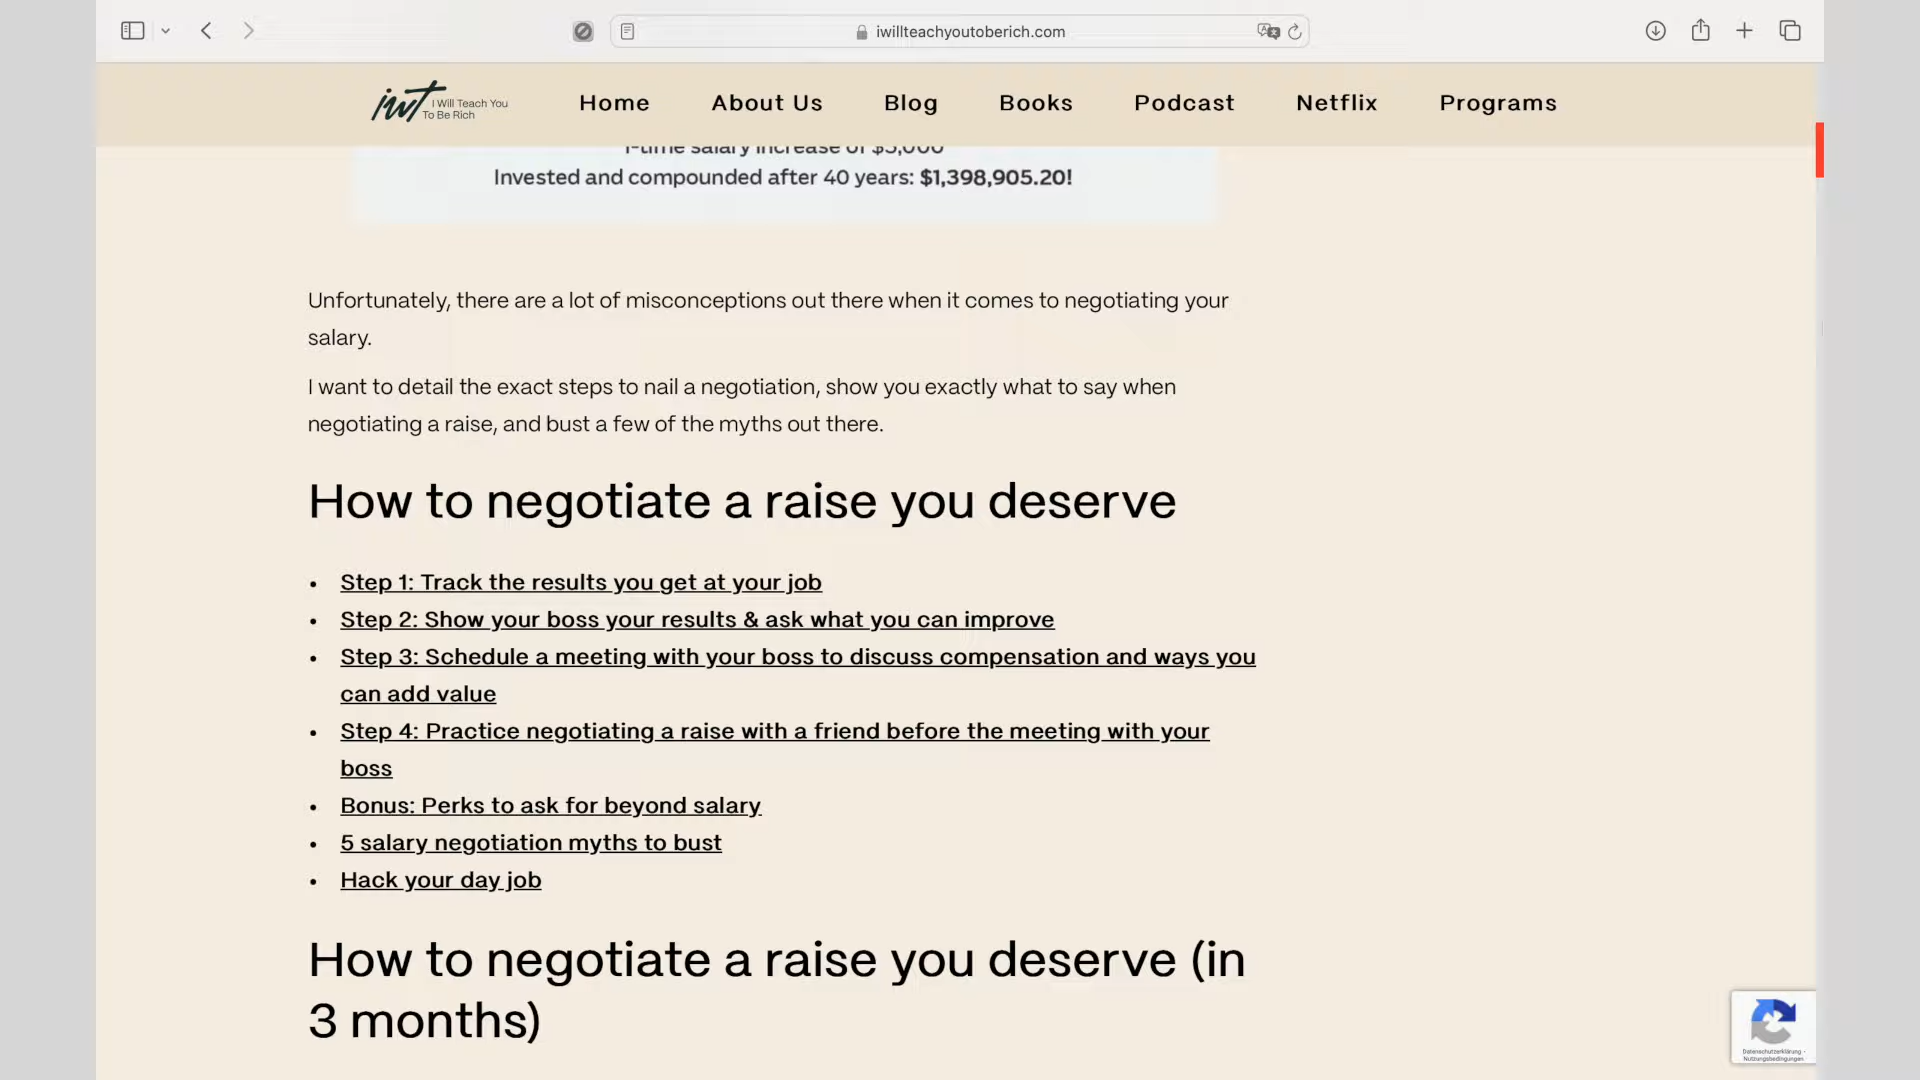 iwillteachyoutoberich.com
iwt I Will Teach You
To Be Rich
Home
About Us
Blog
Books
Podcast
Netflix
Programs
1-time salary increase of $5,000
Invested and compounded after 40 years: $1,398,905.20!
Unfortunately, there are a lot of misconceptions out there when it comes to negotiating your
salary.
I want to detail the exact steps to nail a negotiation, show you exactly what to say when
negotiating a raise, and bust a few of the myths out there.
How to negotiate a raise you deserve
• Step 1: Track the results you get at your job
• Step 2: Show your boss your results & ask what you can improve
• Step 3: Schedule a meeting with your boss to discuss compensation and ways you
can add value
• Step 4: Practice negotiating a raise with a friend before the meeting with your
boss
• Bonus: Perks to ask for beyond salary
• 5 salary negotiation myths to bust
• Hack your day job
How to negotiate a raise you deserve (in
3 months)
Datenschutzerklärung -
Nutzungsbedingungen